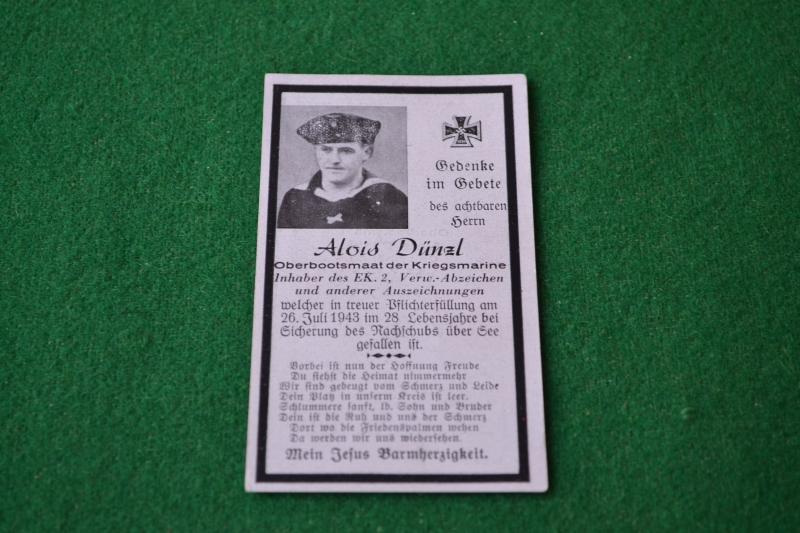 Gedenke
im Gebete
des achtbaren
Herrn
Alois Dünzl
Oberbootsmaat der Kriegsmarine
Inhaber des EK. 2, Verw.-Abzeichen
und anderer Auszeichnungen
welcher in treuer Pflichterfüllung am
26. Juli 1943 im 28. Lebensjahre bei
Sicherung des Nachschubs über See
gefallen ist.
Vorbei ist nun der Hoffnung Freude
Du siehst die Heimat nimmermehr
Wir sind gebeugt vom Schmerz und Leide
Dein Platz in unserm Kreis ist leer.
Schlummere sanft, lb. Sohn und Bruder
Dein ist die Ruh und uns der Schmerz
Dort wo die Friedenspalmen wehen
Da werden wir uns wiedersehen.
Mein Jesus Barmherzigkeit.